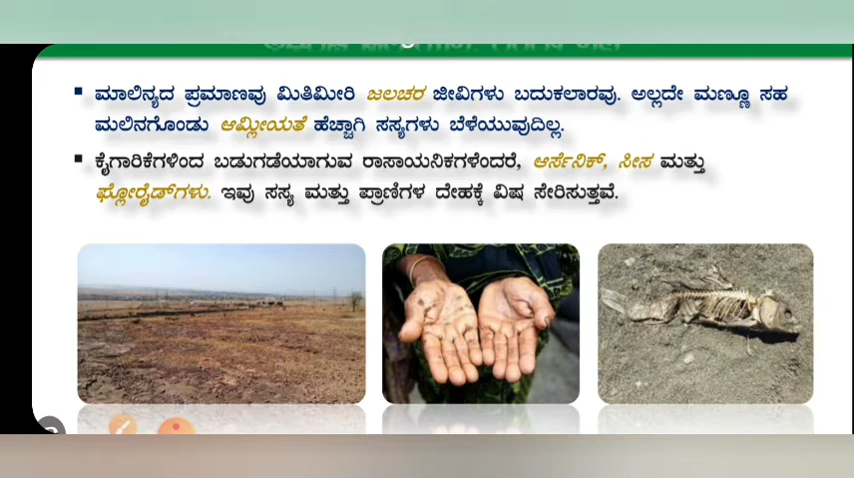 ಮಾಲಿನ್ಯದ ಪ್ರಮಾಣವು ಮಿತಿಮೀರಿ ಜಲಚರ ಜೀವಿಗಳು ಬದುಕಲಾರವು. ಅಲ್ಲದೇ ಮಣ್ಣೂ ಸಹ
ಮಲಿನಗೊಂಡು ಆಮ್ಲೀಯತೆ ಹೆಚ್ಚಾಗಿ ಸಸ್ಯಗಳು ಬೆಳೆಯುವುದಿಲ್ಲ.
ಕೈಗಾರಿಕೆಗಳಿಂದ ಬಿಡುಗಡೆಯಾಗುವ ರಾಸಾಯನಿಕಗಳೆಂದರೆ, ಆರ್ಸೆನಿಕ್, ಸೀಸ ಮತ್ತು
ಫ್ಲೋರೈಡ್‌ಗಳು. ಇವು ಸಸ್ಯ ಮತ್ತು ಪ್ರಾಣಿಗಳ ದೇಹಕ್ಕೆ ವಿಷ ಸೇರಿಸುತ್ತವೆ.